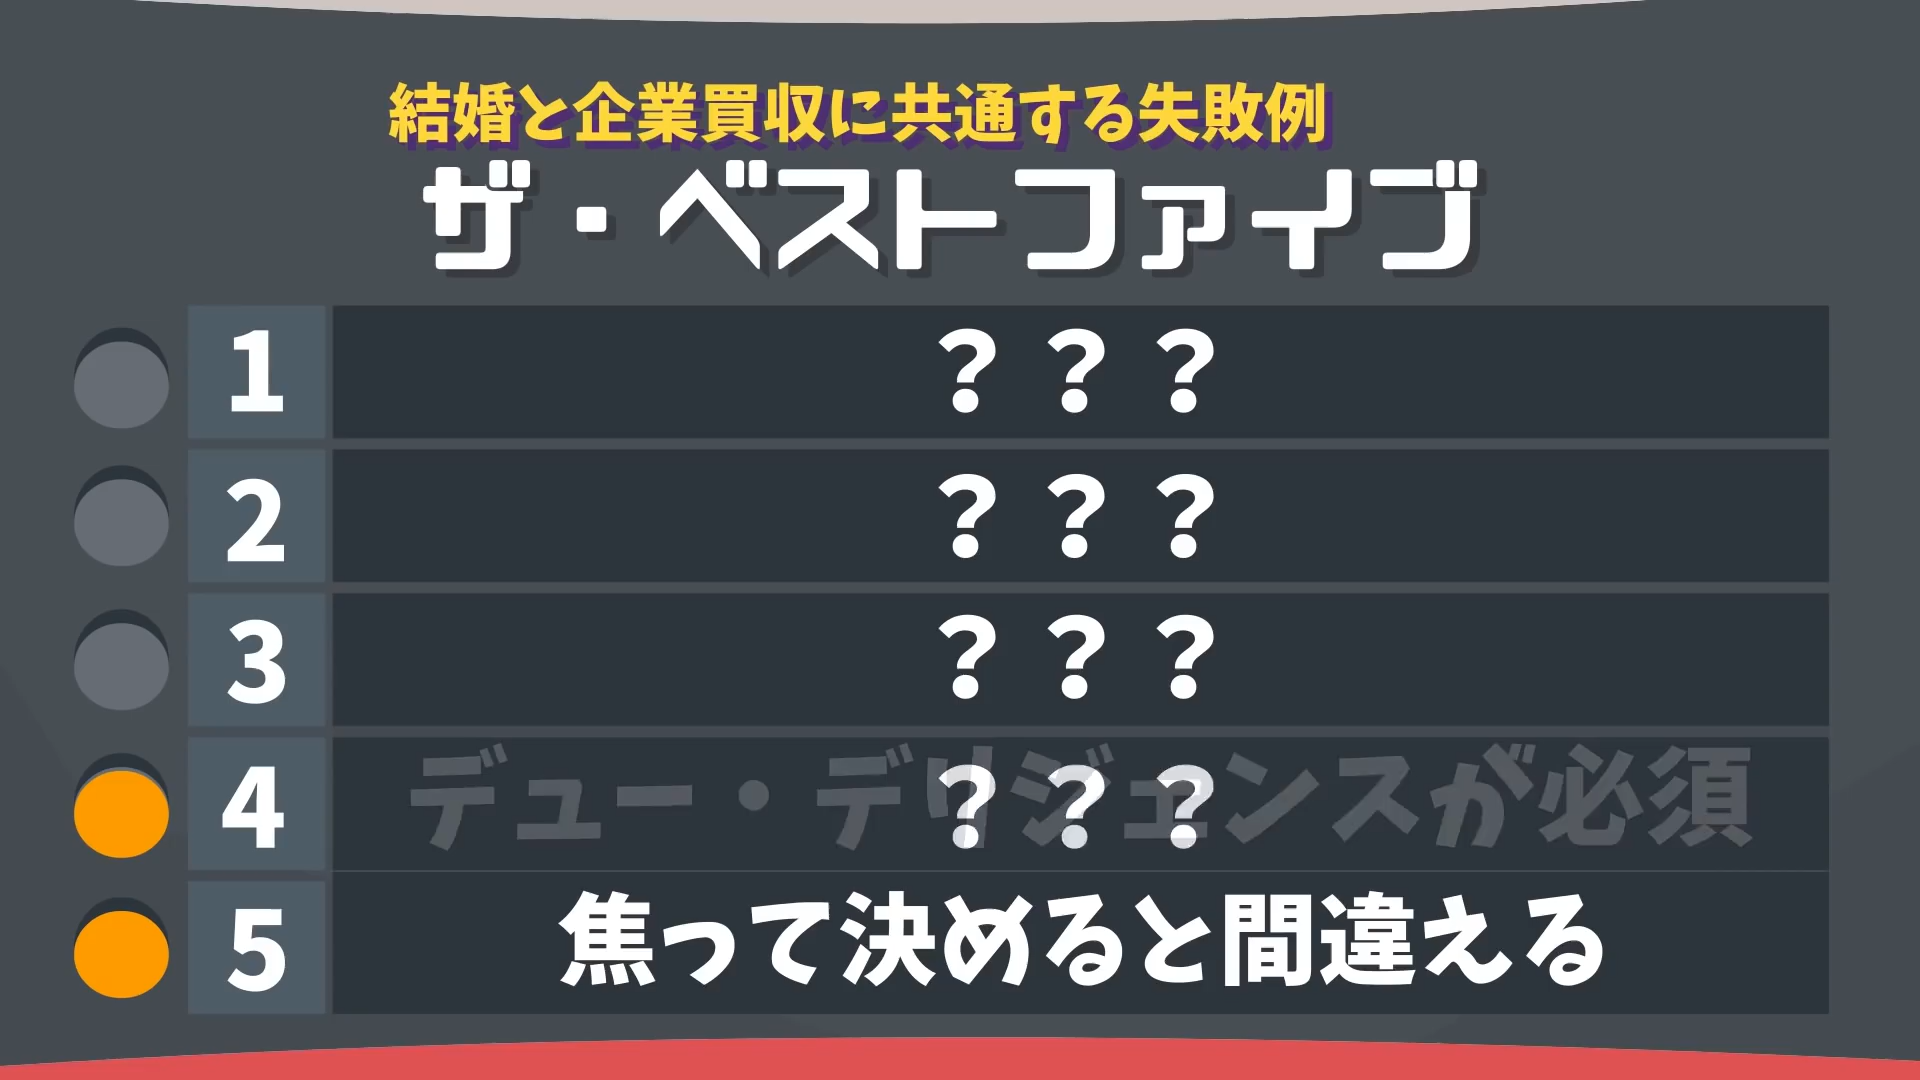 結婚と企業買収に共通する失敗例
ザ・ベストファイブ
1 ？？？
2 ？？？
3 ？？？
4 ？？？
デュー・デリジェンスが必須
5 焦って決めると間違える